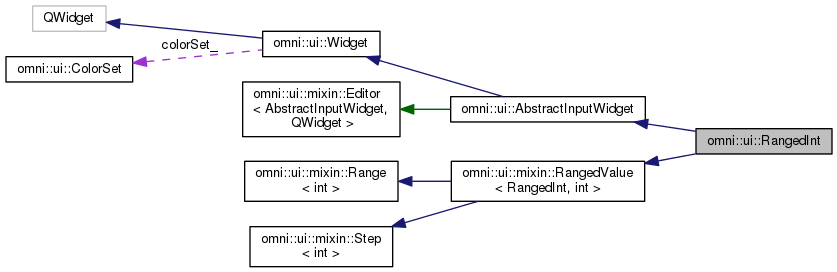 QWidget
colorSet_
omni::ui::Widget
omni::ui::ColorSet
omni::ui::mixin::Editor
< AbstractInputWidget,
QWidget >
omni::ui::AbstractInputWidget
omni::ui::RangedInt
omni::ui::mixin::Range
< int >
omni::ui::mixin::RangedValue
< RangedInt, int >
omni::ui::mixin::Step
< int >